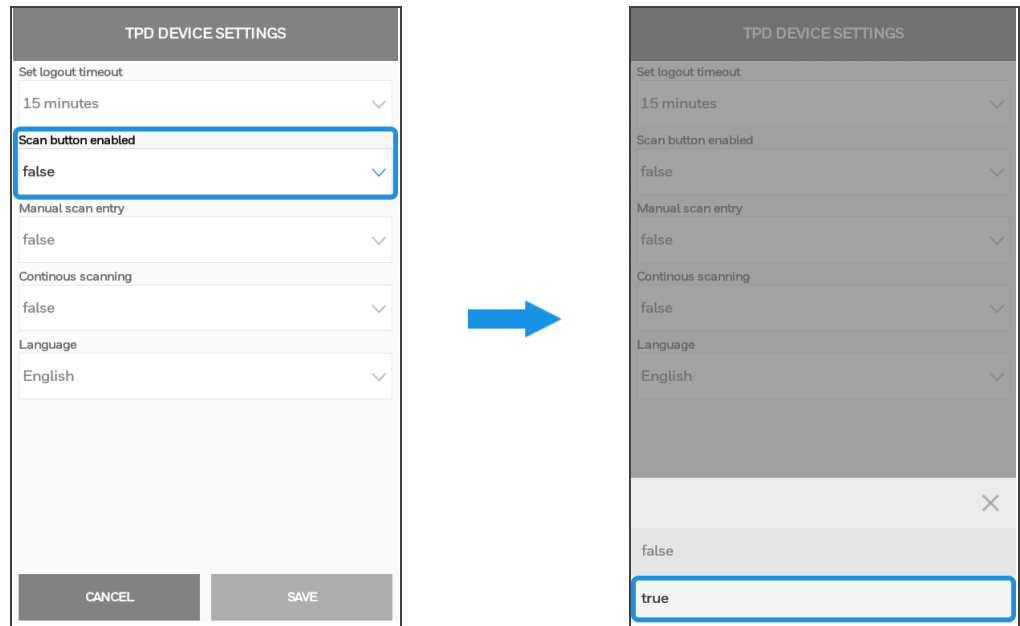 TPD DEVICE SETTINGS
Set logout timeout
15 minutes
Scan button enabled
false
Manual scan entry
false
Continous scanning
false
Language
English
CANCEL
SAVE
TPD DEVICE SETTINGS
Set logout timeout
15 minutes
Scan button enabled
false
Manual scan entry
false
Continous scanning
false
Language
English
false
true